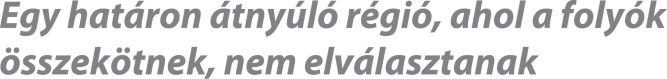 Egy határon átnyúló régió, ahol a folyók
összekötnek, nem elválasztanak